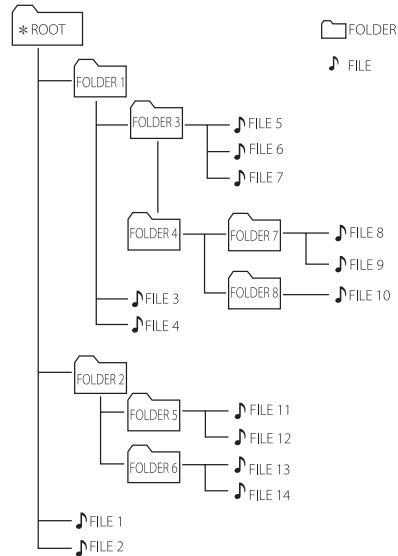 * ROOT
FOLDER
FILE
FOLDER 1
FOLDER 3
FILE 5
FILE 6
FILE 7
FOLDER 4
FOLDER 7
FILE 8
FILE 9
FOLDER 8
FILE 10
FILE 3
FILE 4
FOLDER 2
FOLDER 5
FILE 11
FILE 12
FOLDER 6
FILE 13
FILE 14
FILE 1
FILE 2